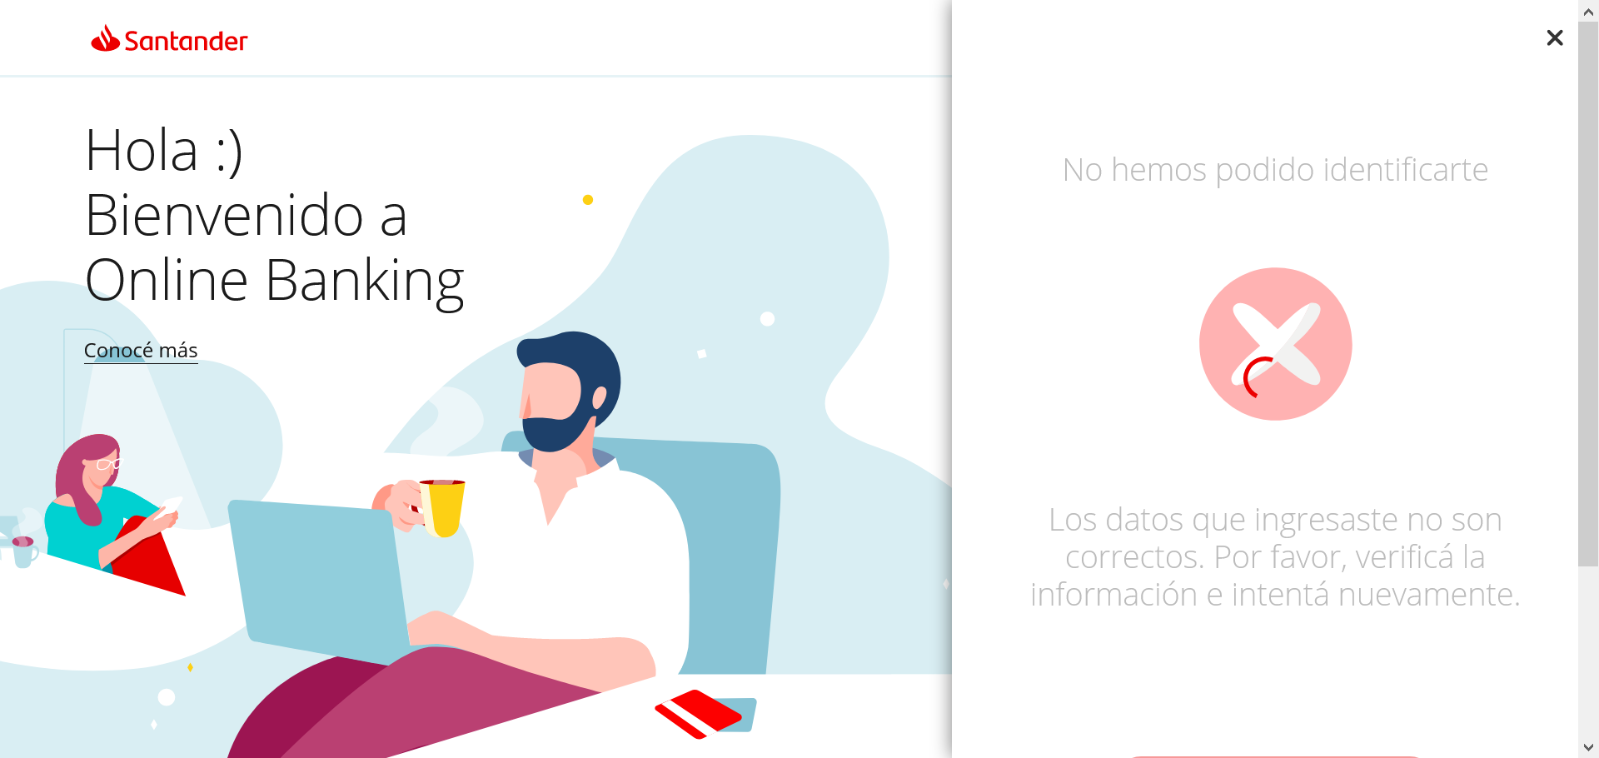 Santander
Hola :)
Bienvenido a
Online Banking
Conocé más
No hemos podido identificarte
Los datos que ingresaste no son
correctos. Por favor, verificá la
información e intentá nuevamente.